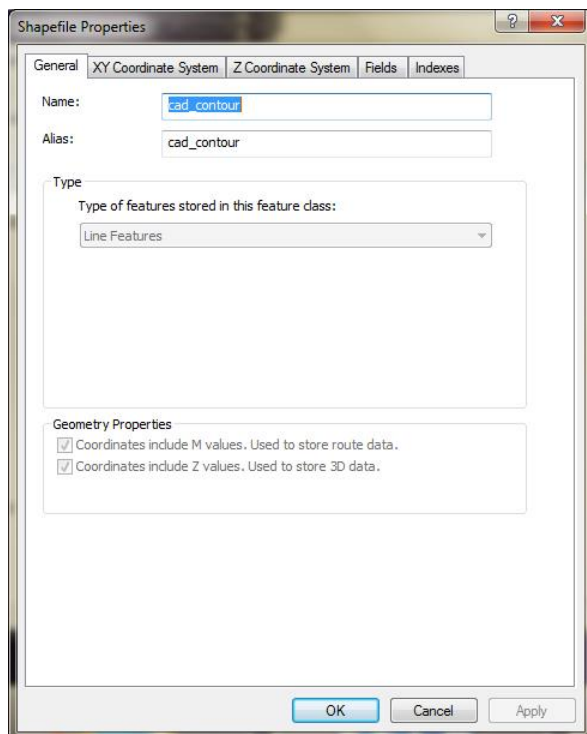 Shapefile Properties
General XY Coordinate System Z Coordinate System Fields Indexes
Name: cad_contour
Alias: cad_contour
Type
Type of features stored in this feature class:
Line Features
Geometry Properties
Coordinates include M values. Used to store route data.
Coordinates include Z values. Used to store 3D data.
OK Cancel Apply